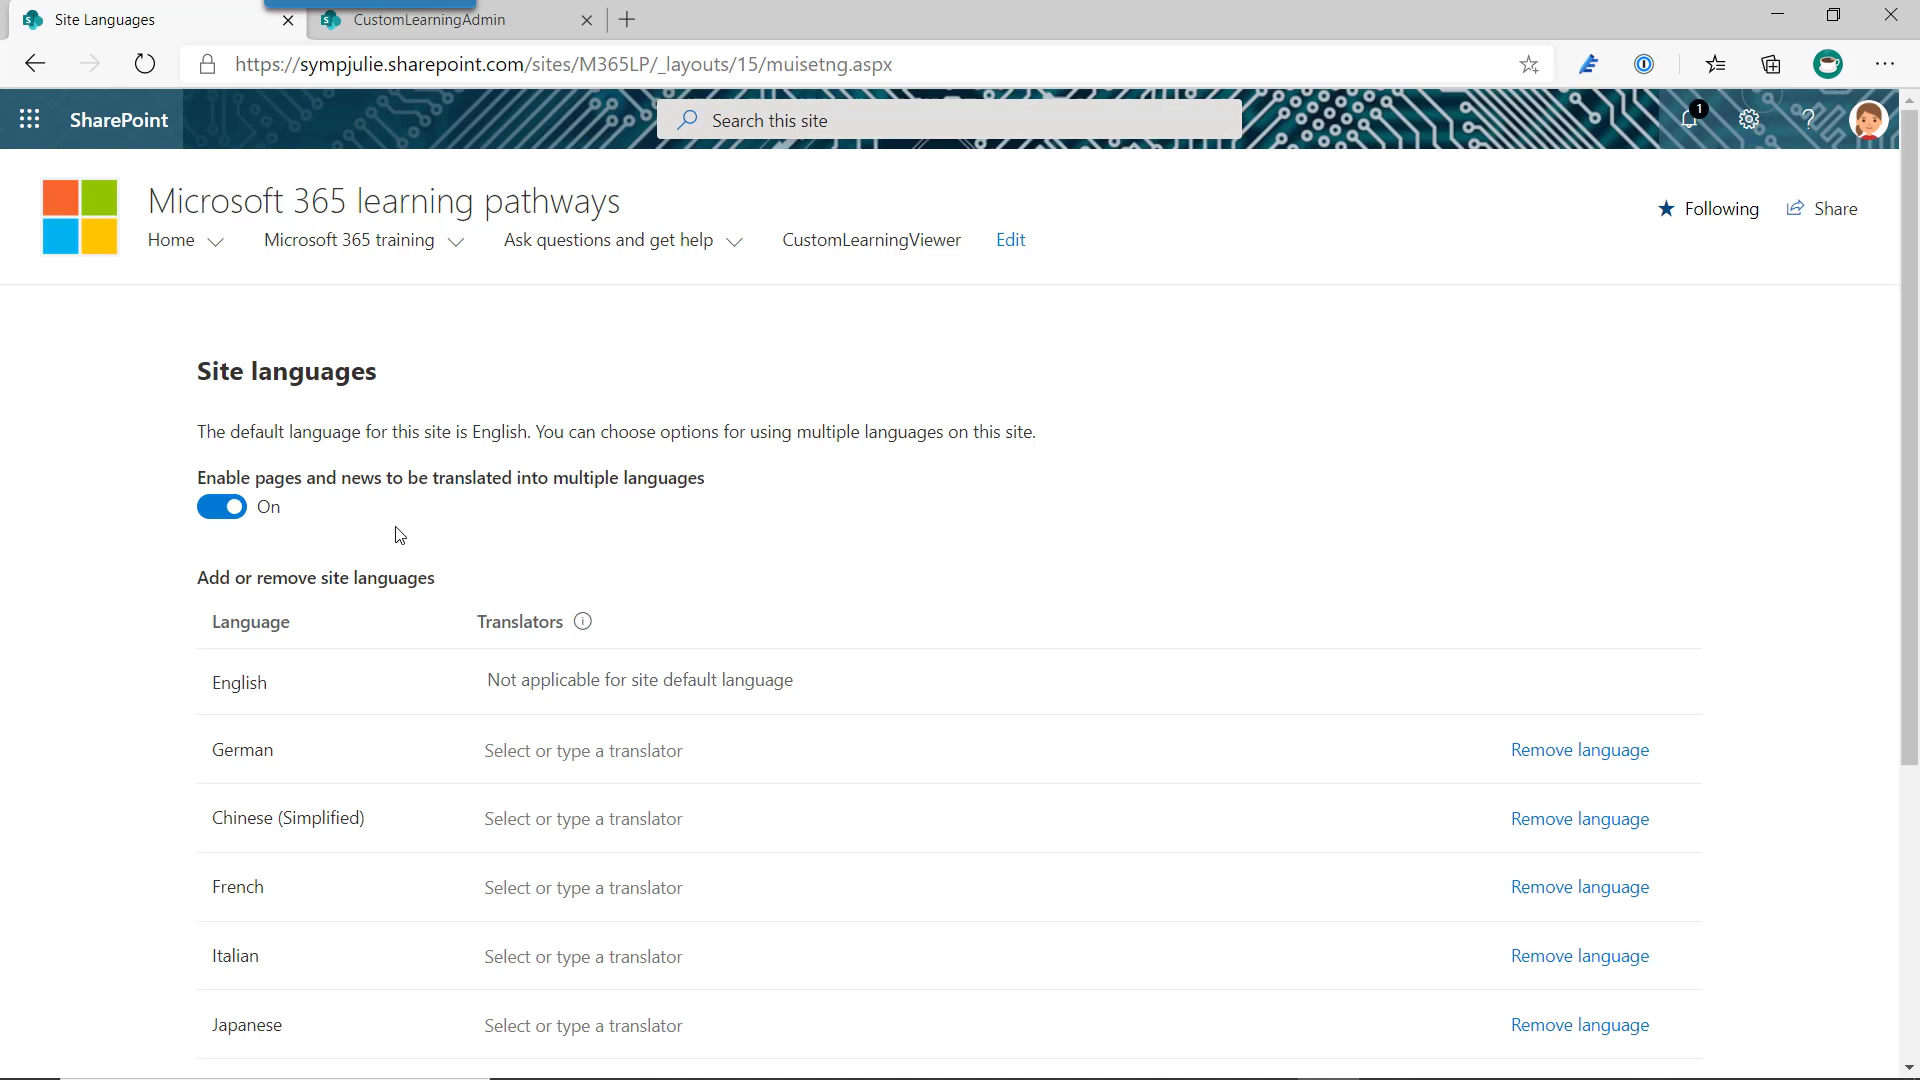 Site Languages
CustomLearningAdmin
https://sympjulie.sharepoint.com/sites/M365LP/_layouts/15/muisetng.aspx
SharePoint
Search this site
1
Microsoft 365 learning pathways
Following
Share
Home
Microsoft 365 training
Ask questions and get help
CustomLearningViewer
Edit
Site languages
The default language for this site is English. You can choose options for using multiple languages on this site.
Enable pages and news to be translated into multiple languages
On
Add or remove site languages
Language
Translators
English
Not applicable for site default language
German
Select or type a translator
Remove language
Chinese (Simplified)
Select or type a translator
Remove language
French
Select or type a translator
Remove language
Italian
Select or type a translator
Remove language
Japanese
Select or type a translator
Remove language